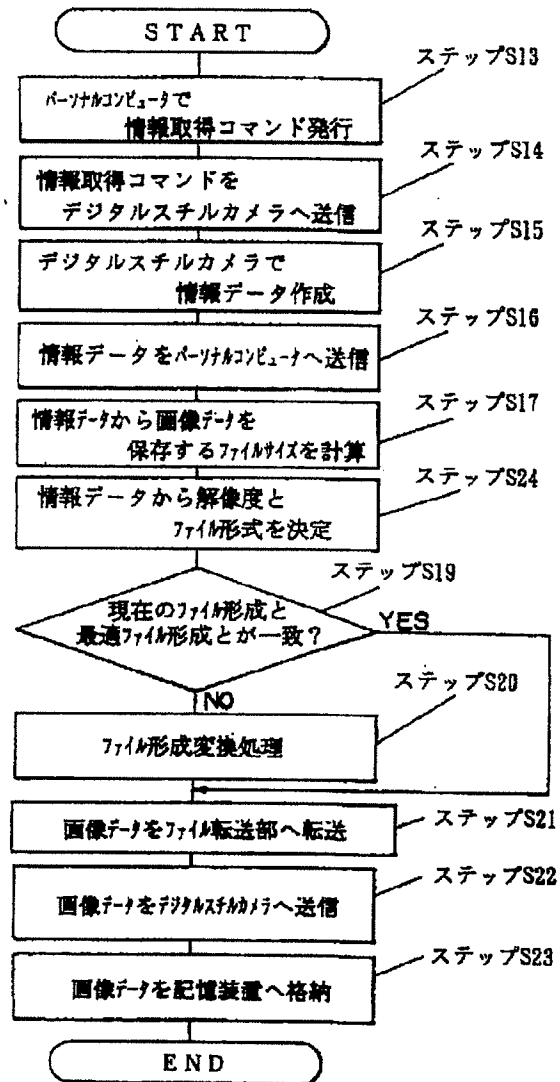 START
ステップS13
パーソナルコンピュータで
情報取得コマンド発行
ステップS14
情報取得コマンドを
デジタルスチルカメラへ送信
ステップS15
デジタルスチルカメラで
情報データ作成
ステップS16
情報データをパーソナルコンピュータへ送信
ステップS17
情報データから画像データを
保存するファイルサイズを計算
ステップS24
情報データから解像度と
ファイル形式を決定
ステップS19
現在のファイル形成と
最適ファイル形成とが一致?
YES
NO
ステップS20
ファイル形成変換処理
ステップS21
画像データをファイル転送部へ転送
ステップS22
画像データをデジタルスチルカメラへ送信
ステップS23
画像データを記憶装置へ格納
END